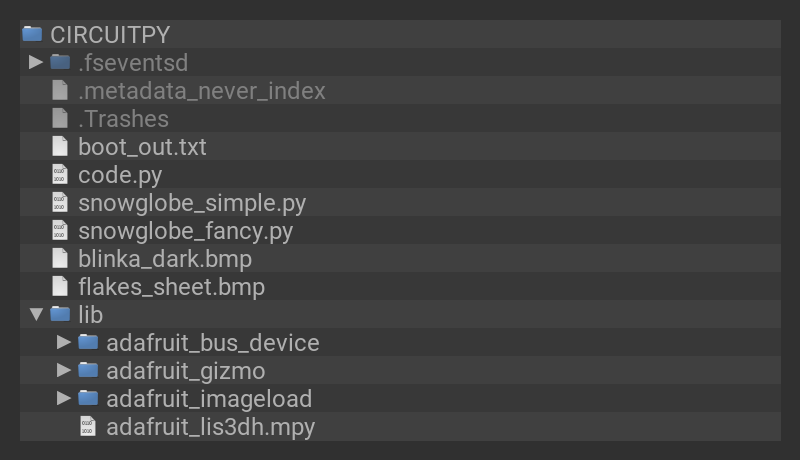 CIRCUITPY
.fseventsd
.metadata_never_index
.Trashes
boot_out.txt
code.py
snowglobe_simple.py
snowglobe_fancy.py
blinka_dark.bmp
flakes_sheet.bmp
lib
adafruit_bus_device
adafruit_gizmo
adafruit_imageload
adafruit_lis3dh.mpy